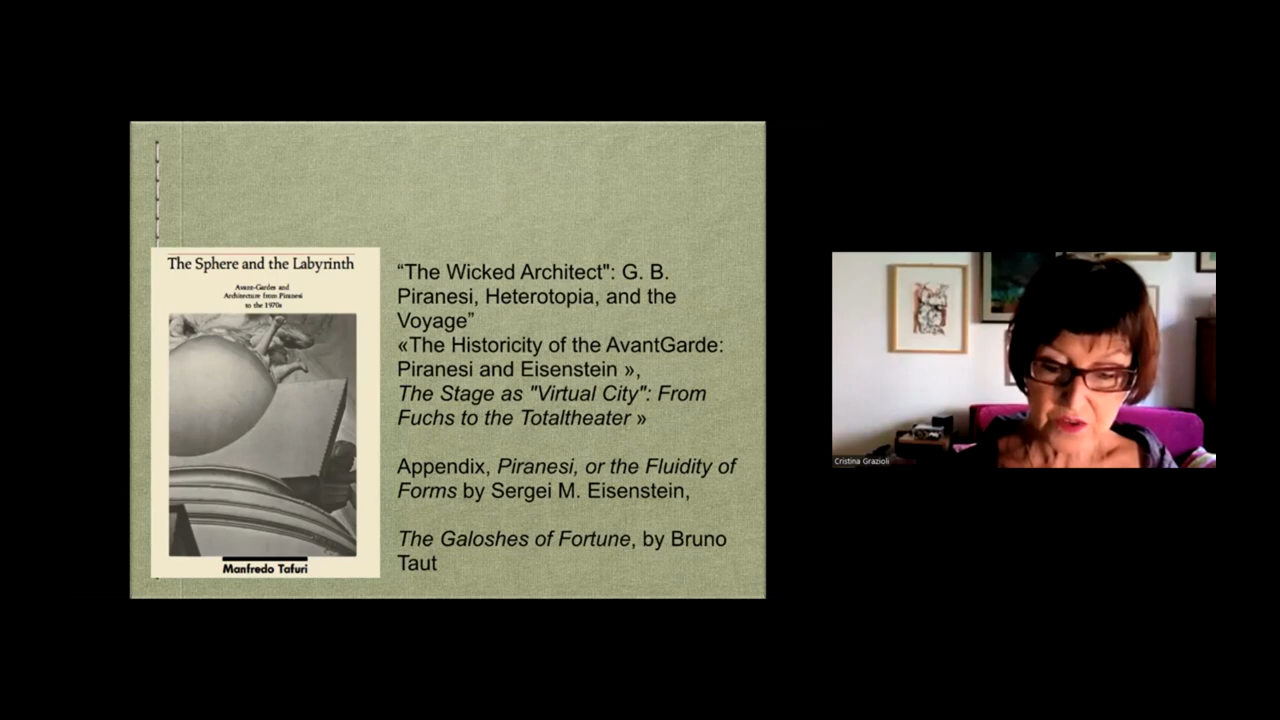 The Sphere and the Labyrinth
Avant-Gardes and
Architecture from Piranesi
to the 1970s
Manfredo Tafuri
“The Wicked Architect": G. B.
Piranesi, Heterotopia, and the
Voyage”
«The Historicity of the AvantGarde:
Piranesi and Eisenstein »,
The Stage as "Virtual City": From
Fuchs to the Totaltheater »
Appendix, Piranesi, or the Fluidity of
Forms by Sergei M. Eisenstein,
The Galoshes of Fortune, by Bruno
Taut
Cristina Grazioli